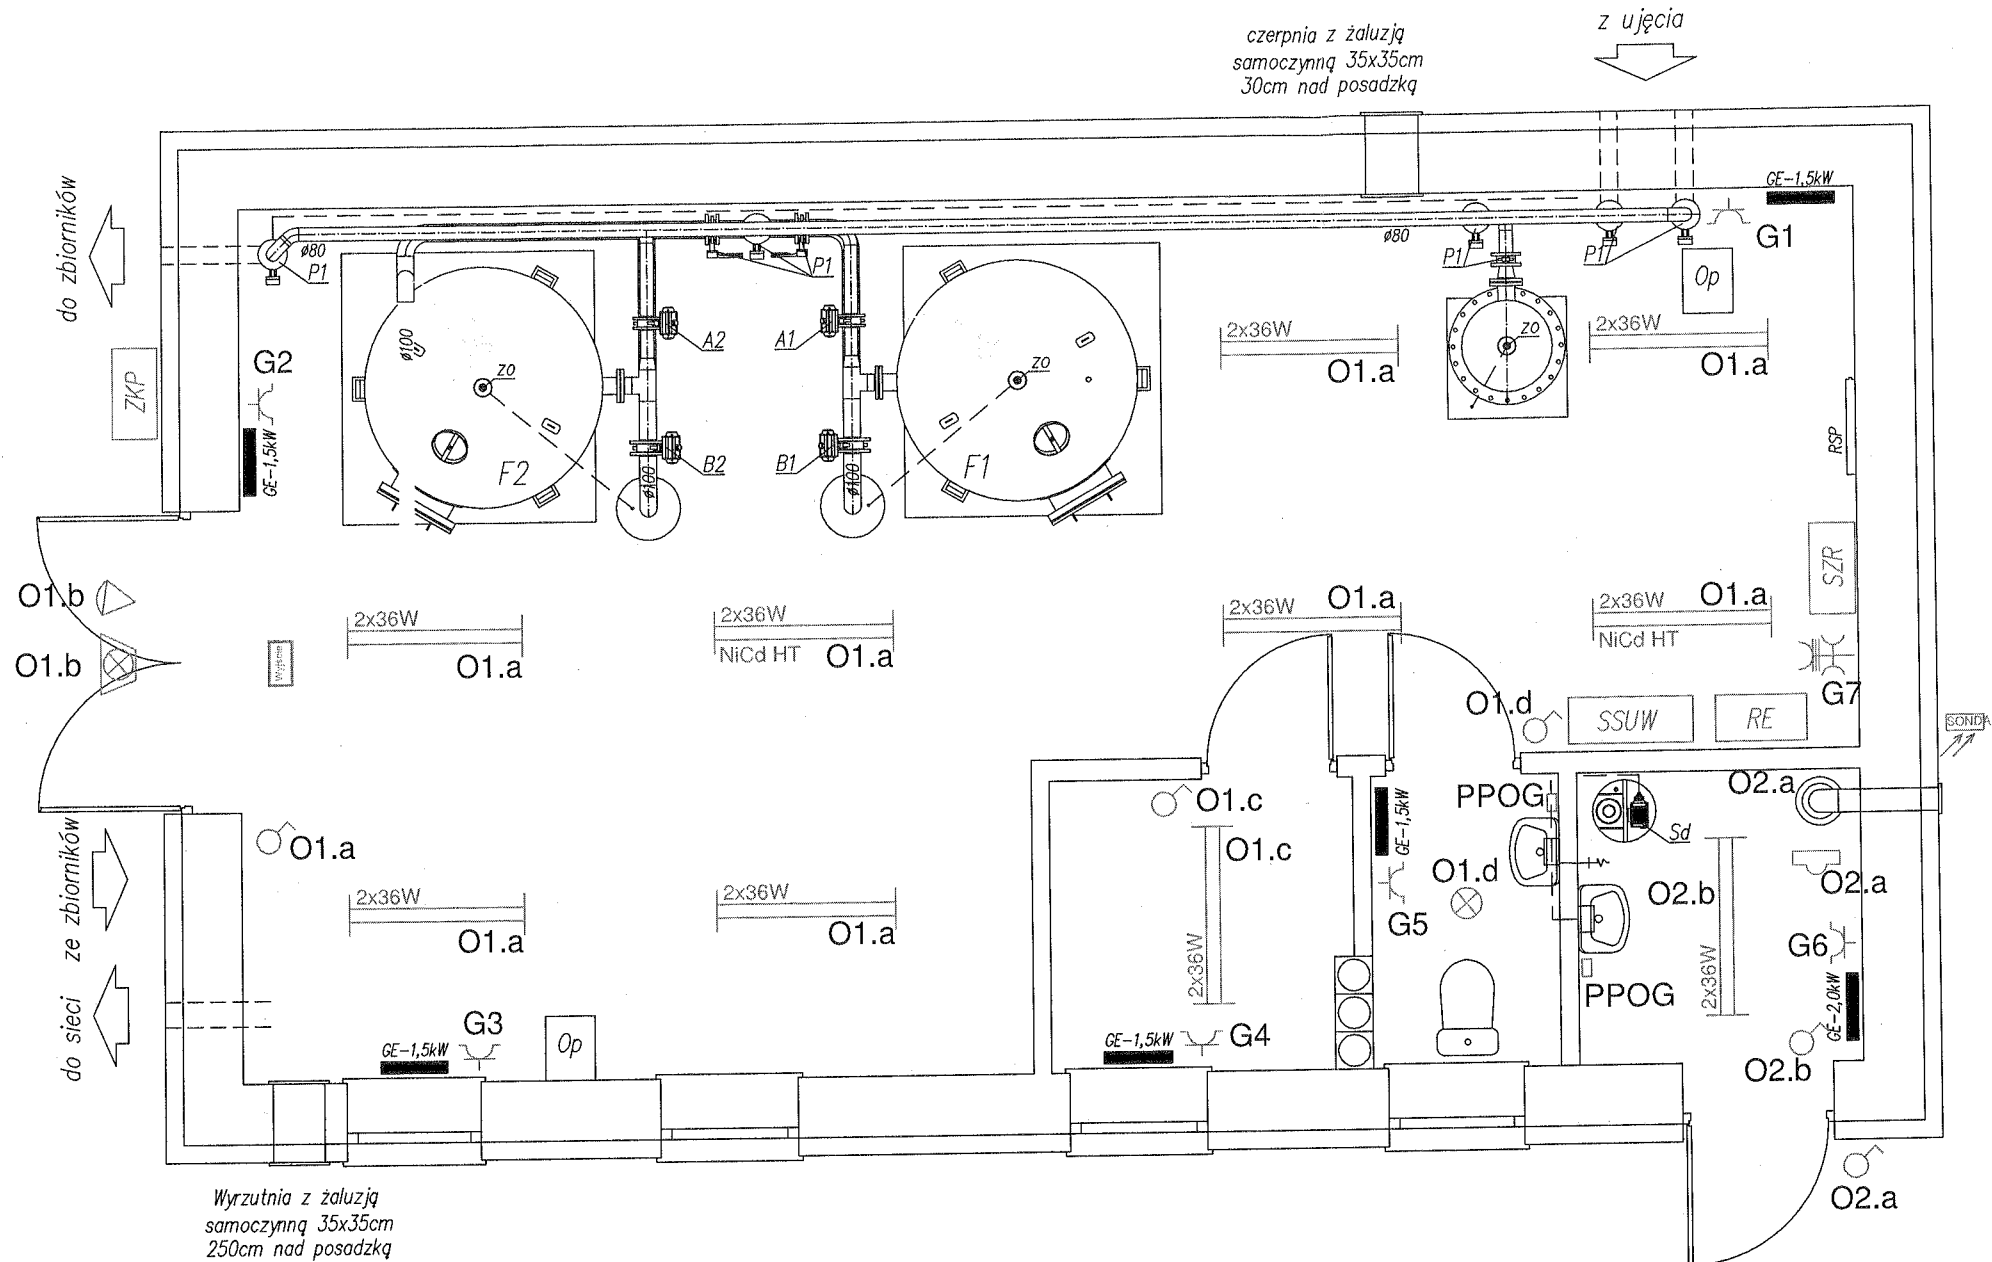 z ujęcia
czerpnia z żaluzją
samoczynną 35x35cm
30cm nad posadzką
do zbiorników
GE-1,5kW
G1
ø80
P1
P1
ø80
P1
P1
Op
ZKP
G2
GE-1,5kW
ø100
zo
F2
A2
B2
ø100
A1
B1
ø100
zo
F1
2x36W
O1.a
zo
2x36W
O1.a
RSP
SZR
O1.b
O1.b
Wyjście
2x36W
O1.a
2x36W
NiCd HT
O1.a
2x36W
O1.a
2x36W
O1.a
NiCd HT
G7
O1.d
SSUW
RE
SONDA
O1.a
O1.c
O1.c
2x36W
GE-1,5kW
G5
O1.d
PPOG
Sd
O2.a
O2.a
O2.b
2x36W
G6
GE-2,0kW
PPOG
O2.b
ze zbiorników
do sieci
2x36W
O1.a
2x36W
O1.a
GE-1,5kW
G3
Op
GE-1,5kW
G4
O2.a
Wyrzutnia z żaluzją
samoczynną 35x35cm
250cm nad posadzką